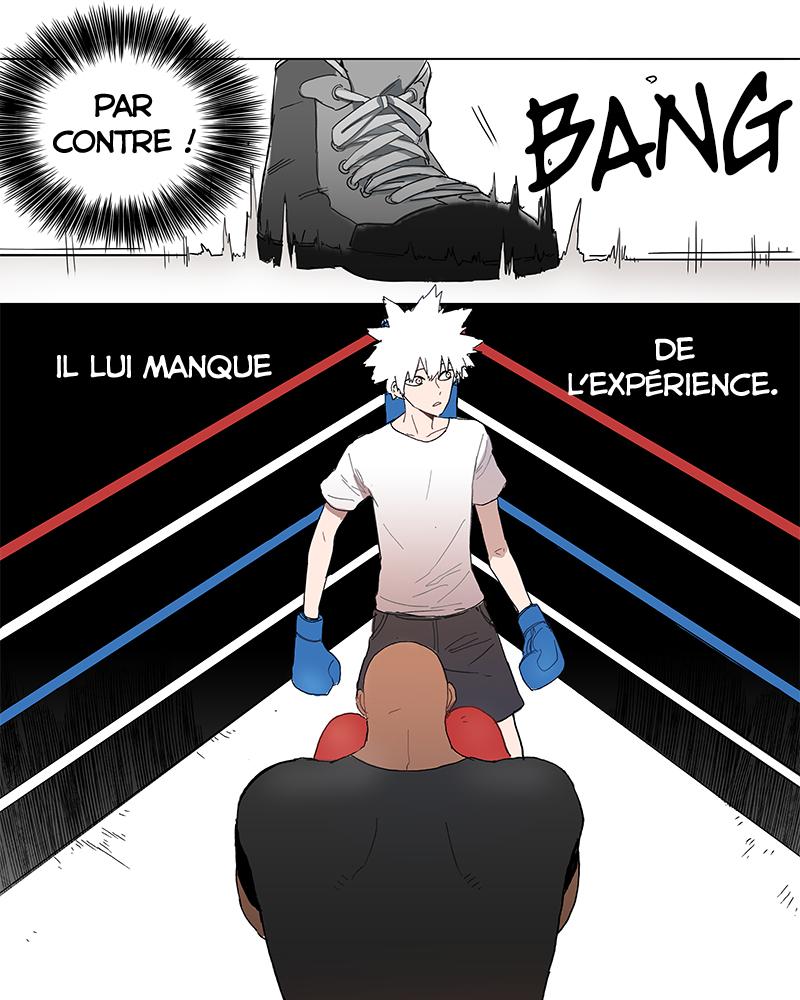 PAR
CONTRE !
BANG
IL LUI MANQUE
DE
L'EXPÉRIENCE.